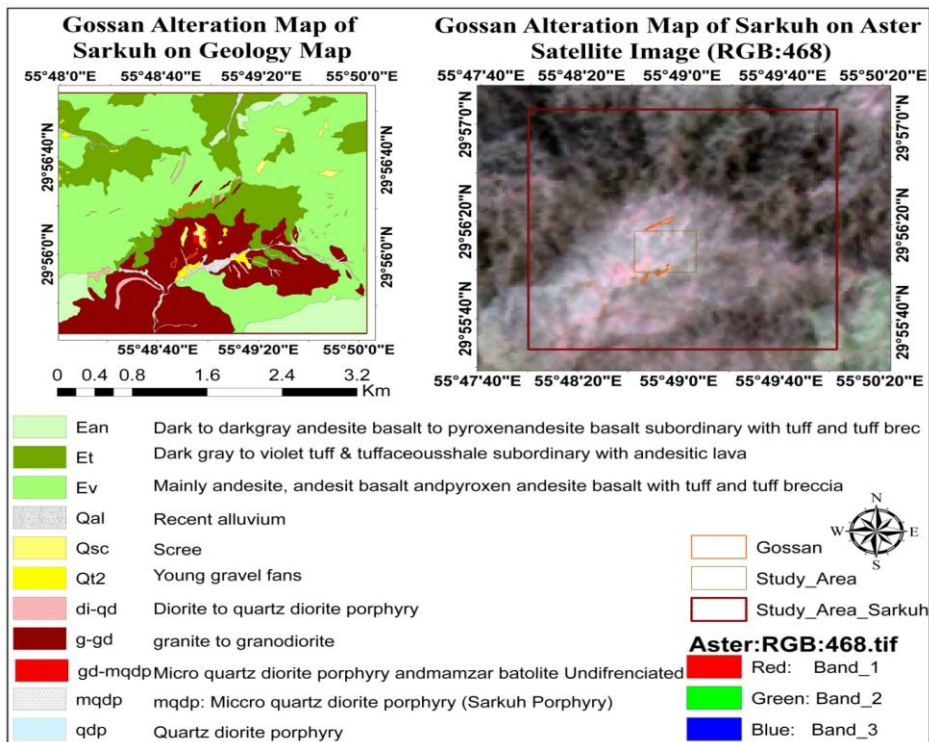 Gossan Alteration Map of
Sarkuh on Geology Map
55°48'0"E 55°48'40"E 55°49'20"E 55°50'0"E
29°56'40"N
29°56'0"N
29°56'40"N
29°56'0"N
55°48'40"E 55°49'20"E 55°50'0"E
0 0.4 0.8 1.6 2.4 3.2
Km
Gossan Alteration Map of Sarkuh on Aster
Satellite Image (RGB:468)
55°47'40"E 55°48'20"E 55°49'0"E 55°50'20"E
29°57'0"N
29°56'20"N
29°55'40"N
29°57'0"N
29°56'20"N
29°55'40"N
55°47'40"E 55°48'20"E 55°49'0"E 55°49'40"E 55°50'20"E
Ean Dark to darkgray andesite basalt to pyroxenandesite basalt subordinary with tuff and tuff brec
Et Dark gray to violet tuff & tuffaceousshale subordinary with andesitic lava
Ev Mainly andesite, andesit basalt andpyroxen andesite basalt with tuff and tuff breccia
Qal Recent alluvium
Qsc Scree
Qt2 Young gravel fans
di-qd Diorite to quartz diorite porphyry
g-gd granite to granodiorite
gd-mqdp Micro quartz diorite porphyry andmamzar batolite Undifrenciated
mqdp mqdp: Miccro quartz diorite porphyry (Sarkuh Porphyry)
qdp Quartz diorite porphyry
N
W E
S
Gossan
Study_Area
Study_Area_Sarkuh
Aster:RGB:468.tif
Red: Band_1
Green: Band_2
Blue: Band_3